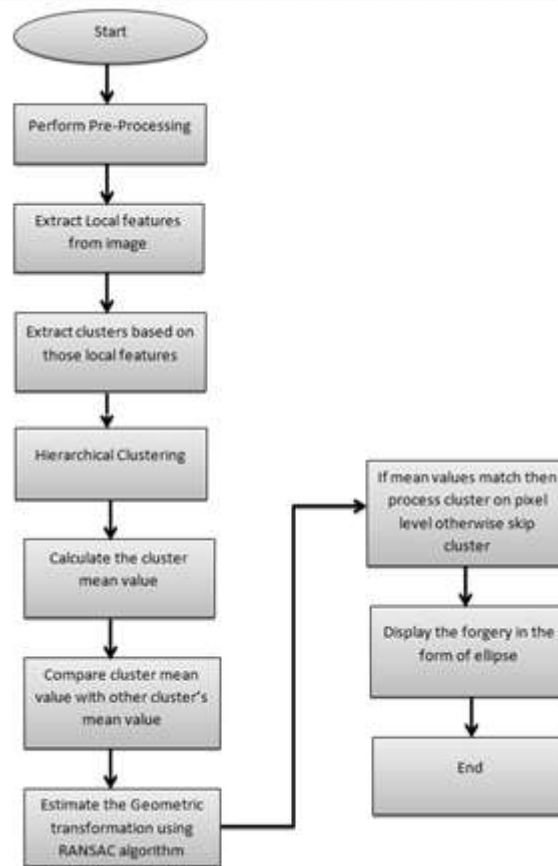 Start
Perform Pre-Processing
Extract Local features
from image
Extract clusters based on
those local features
Hierarchical Clustering
Calculate the cluster
mean value
Compare cluster mean
value with other cluster's
mean value
Estimate the Geometric
transformation using
RANSAC algorithm
If mean values match then
process cluster on pixel
level otherwise skip
cluster
Display the forgery in the
form of ellipse
End